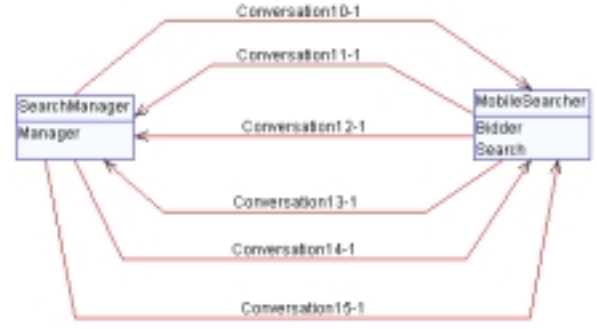 Conversation10-1
Conversation11-1
SearchManager
Manager
MobileSearcher
Bidder
Search
Conversation12-1
Conversation13-1
Conversation14-1
Conversation15-1